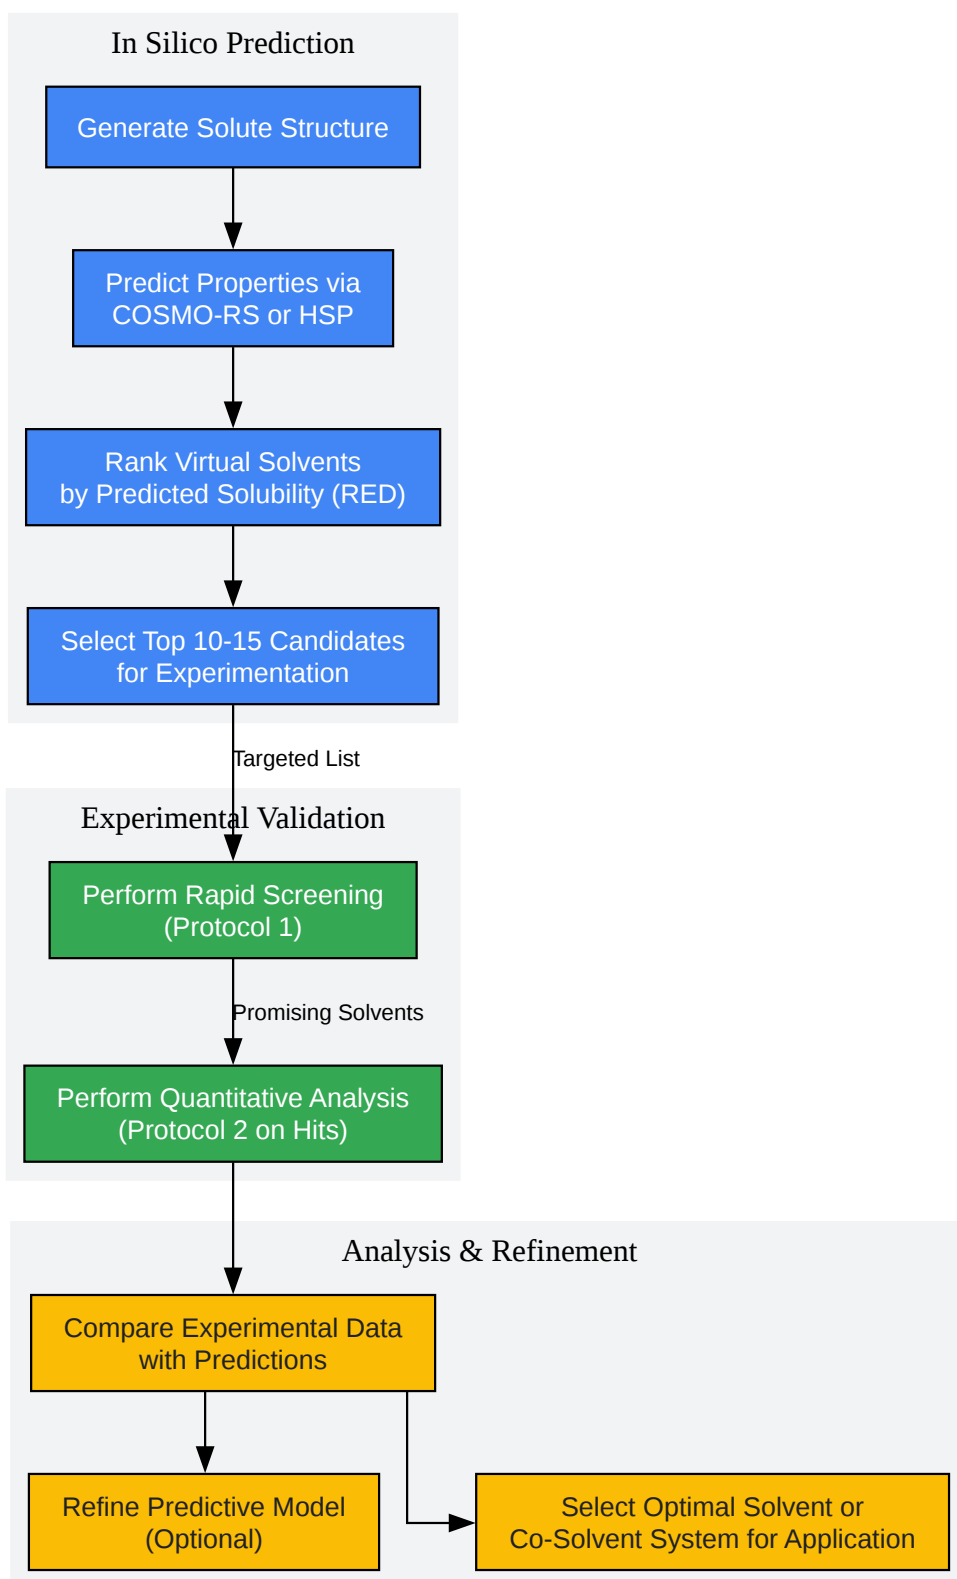 In Silico Prediction
Generate Solute Structure
Predict Properties via
COSMO-RS or HSP
Rank Virtual Solvents
by Predicted Solubility (RED)
Select Top 10-15 Candidates
for Experimentation
Targeted List
Experimental Validation
Perform Rapid Screening
(Protocol 1)
Promising Solvents
Perform Quantitative Analysis
(Protocol 2 on Hits)
Analysis & Refinement
Compare Experimental Data
with Predictions
Refine Predictive Model
(Optional)
Select Optimal Solvent or
Co-Solvent System for Application